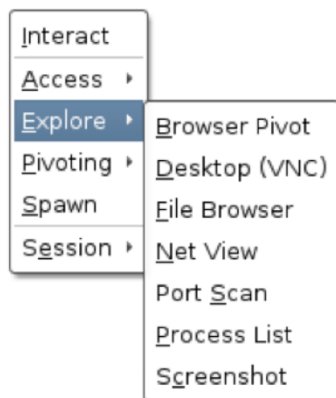 Interact
Access
Explore
Pivoting
Spawn
Session
Browser Pivot
Desktop (VNC)
File Browser
Net View
Port Scan
Process List
Screenshot